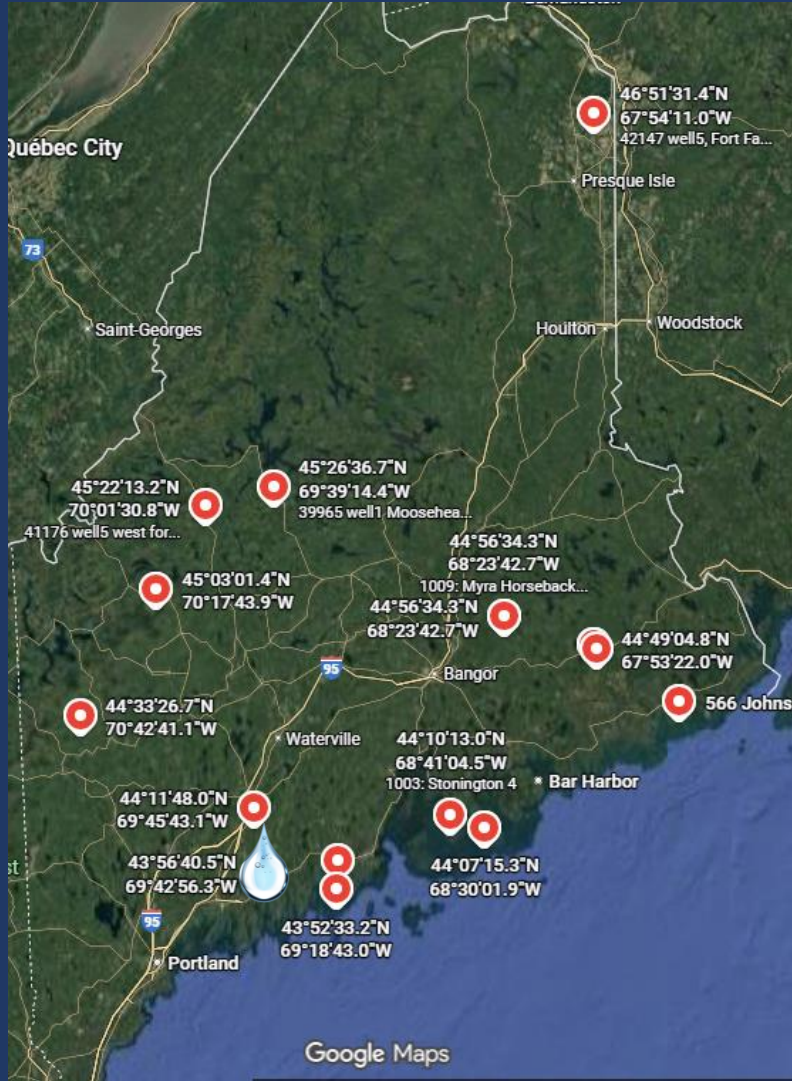 46°51'31.4"N
67°54'11.0"W
42147 well5, Fort Fa...
Québec City
Presque Isle
73
Saint-Georges
Houlton
Woodstock
45°26'36.7"N
69°39'14.4"W
39965 well1 Moosehea...
45°22'13.2"N
70°01'30.8"W
41176 well5 west for...
44°56'34.3"N
68°23'42.7"W
1009: Myra Horseback...
45°03'01.4"N
70°17'43.9"W
44°56'34.3"N
68°23'42.7"W
44°49'04.8"N
67°53'22.0"W
95
Bangor
566 Johns
44°33'26.7"N
70°42'41.1"W
Waterville
44°10'13.0"N
68°41'04.5"W
1003: Stonington 4
Bar Harbor
44°11'48.0"N
69°45'43.1"W
43°56'40.5"N
69°42'56.3"W
44°07'15.3"N
68°30'01.9"W
95
43°52'33.2"N
69°18'43.0"W
Portland
Google Maps